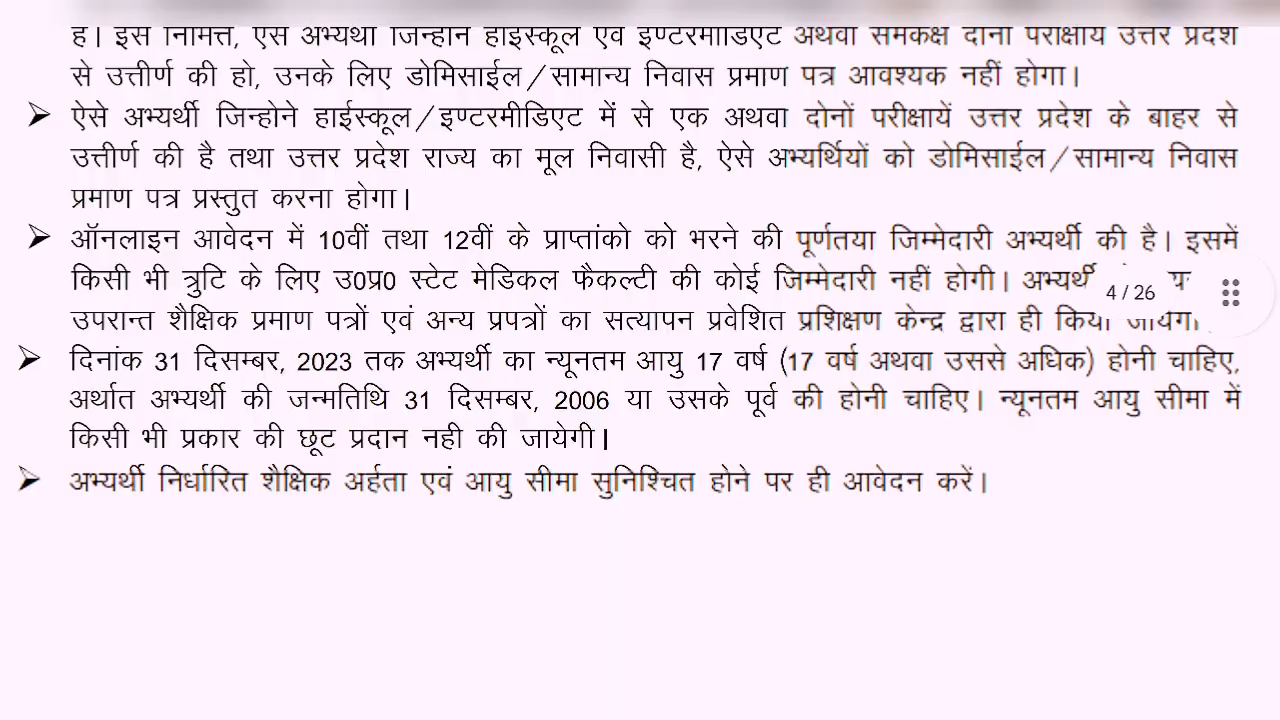 है। इस निमित्त, ऐसे अभ्यर्थी जिन्होंने हाईस्कूल एवं इण्टरमीडिएट अथवा समकक्ष दोनों परीक्षायें उत्तर प्रदेश
से उत्तीर्ण की हो, उनके लिए डोमिसाईल/सामान्य निवास प्रमाण पत्र आवश्यक नहीं होगा।
➢ ऐसे अभ्यर्थी जिन्होने हाईस्कूल/इण्टरमीडिएट में से एक अथवा दोनों परीक्षायें उत्तर प्रदेश के बाहर से
उत्तीर्ण की है तथा उत्तर प्रदेश राज्य का मूल निवासी है, ऐसे अभ्यर्थियों को डोमिसाईल/सामान्य निवास
प्रमाण पत्र प्रस्तुत करना होगा।
➢ ऑनलाइन आवेदन में 10वीं तथा 12वीं के प्राप्तांको को भरने की पूर्णतया जिम्मेदारी अभ्यर्थी की है। इसमें
किसी भी त्रुटि के लिए उ0प्र0 स्टेट मेडिकल फैकल्टी की कोई जिम्मेदारी नहीं होगी। अभ्यर्थी
4 / 26
उपरान्त शैक्षिक प्रमाण पत्रों एवं अन्य प्रपत्रों का सत्यापन प्रवेशित प्रशिक्षण केन्द्र द्वारा ही किया जायेगा।
➢ दिनांक 31 दिसम्बर, 2023 तक अभ्यर्थी का न्यूनतम आयु 17 वर्ष (17 वर्ष अथवा उससे अधिक) होनी चाहिए,
अर्थात अभ्यर्थी की जन्मतिथि 31 दिसम्बर, 2006 या उसके पूर्व की होनी चाहिए। न्यूनतम आयु सीमा में
किसी भी प्रकार की छूट प्रदान नही की जायेगी।
➢ अभ्यर्थी निर्धारित शैक्षिक अर्हता एवं आयु सीमा सुनिश्चित होने पर ही आवेदन करें।